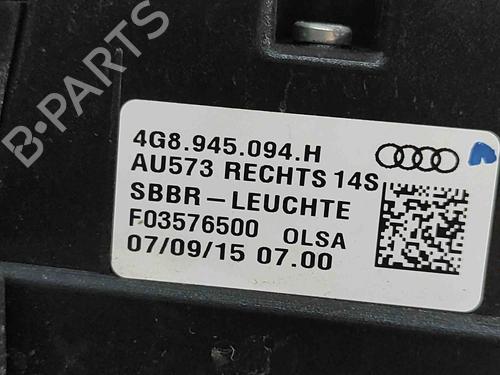 B-PARTS
4G8.945.094.H
AU573 RECHTS 14S
SBBR-LEUCHTE
F03576500 OLSA
07/09/15 07.00